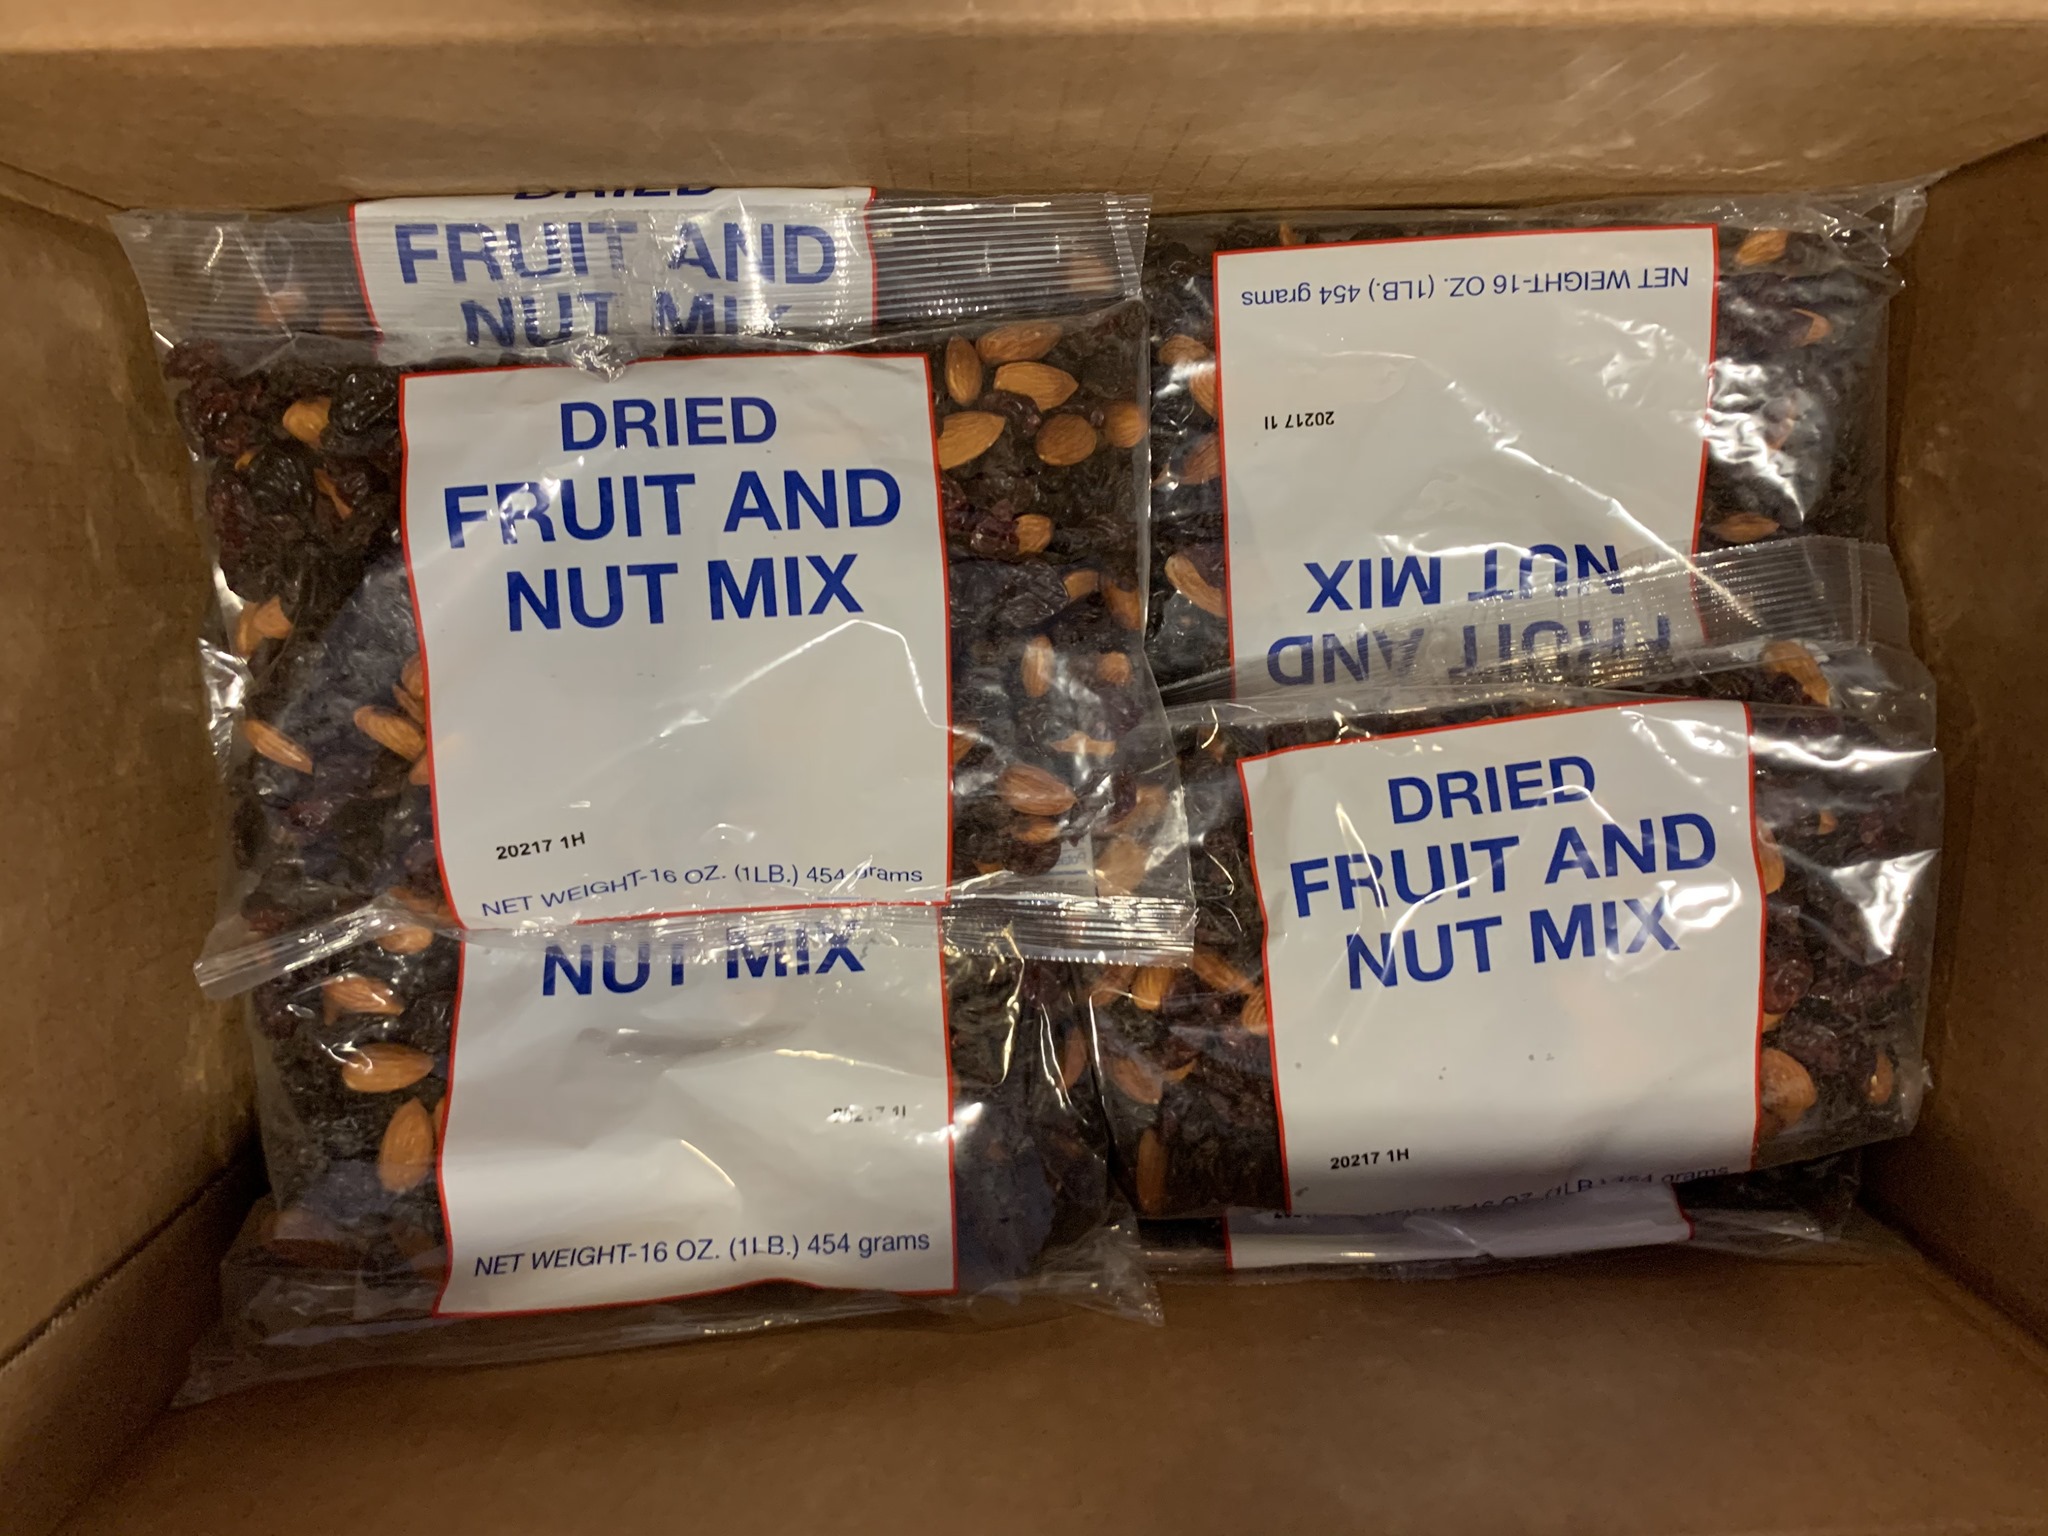 FRUIT AND
NUT MIX
DRIED
FRUIT AND
NUT MIX
20217 1H
NET WEIGHT-16 OZ. (1LB.) 454 grams
NUT MIX
NET WEIGHT-16 OZ. (1LB.) 454 grams
NET WEIGHT-16 OZ. (1LB.) 454 grams
20217 1I
NUT MIX
FRUIT AND
DRIED
FRUIT AND
NUT MIX
20217 1H
454 grams